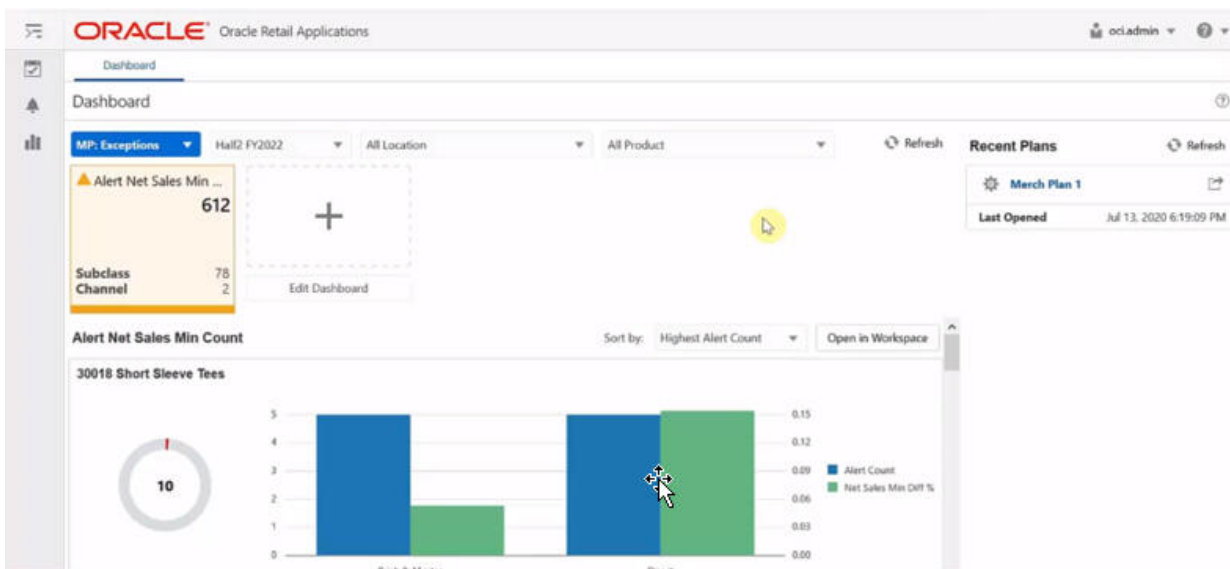 ORACLE Oracle Retail Applications
oci.admin
Dashboard
Dashboard
MP: Exceptions
Half2 FY2022
All Location
All Product
Refresh
Recent Plans
Refresh
Alert Net Sales Min ...
612
Subclass 78
Channel 2
Edit Dashboard
Merch Plan 1
Last Opened Jul 13, 2020 6:19:09 PM
Alert Net Sales Min Count
Sort by: Highest Alert Count
Open in Workspace
30018 Short Sleeve Tees
10
5
4
3
2
1
0
0.15
0.12
0.09
0.06
0.03
0.00
Alert Count
Net Sales Min Diff %